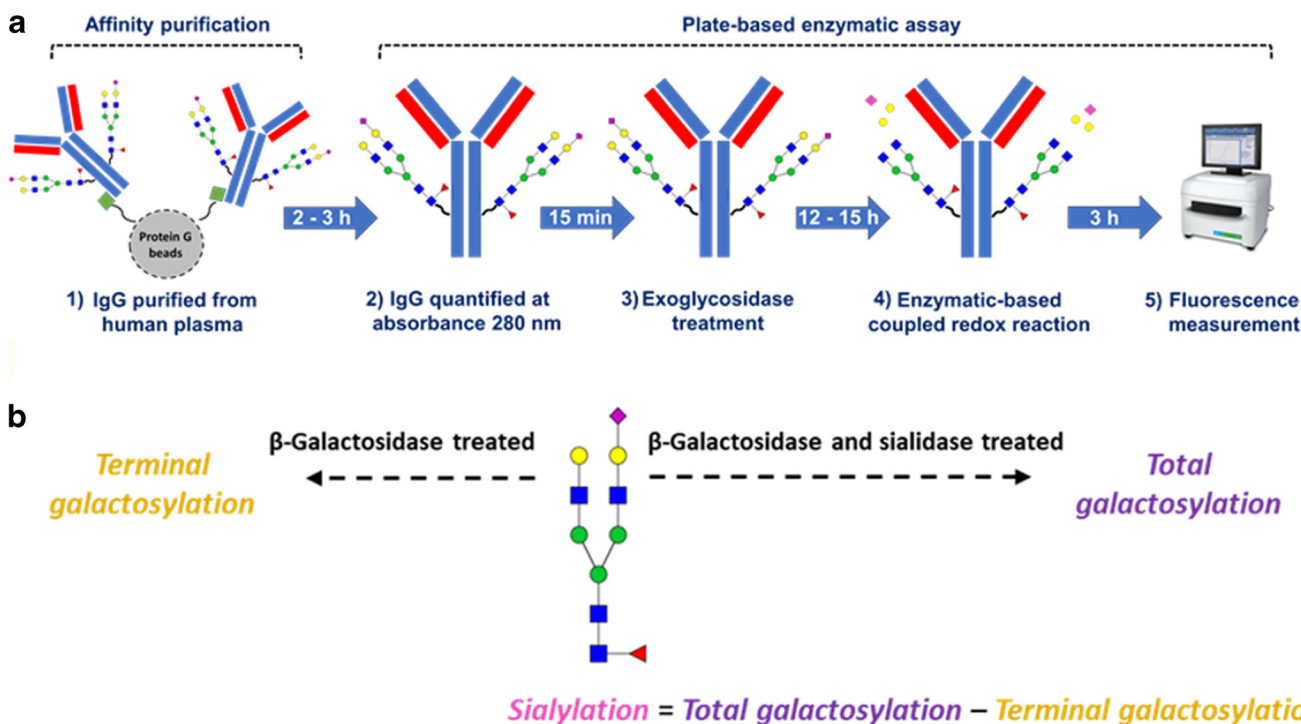 a
Affinity purification
Plate-based enzymatic assay
Protein G
beads
2 - 3 h
15 min
12 - 15 h
3 h
1) IgG purified from
human plasma
2) IgG quantified at
absorbance 280 nm
3) Exoglycosidase
treatment
4) Enzymatic-based
coupled redox reaction
5) Fluorescence
measurement
b
β-Galactosidase treated
β-Galactosidase and sialidase treated
Terminal
galactosylation
Total
galactosylation
Sialylation = Total galactosylation – Terminal galactosylatio